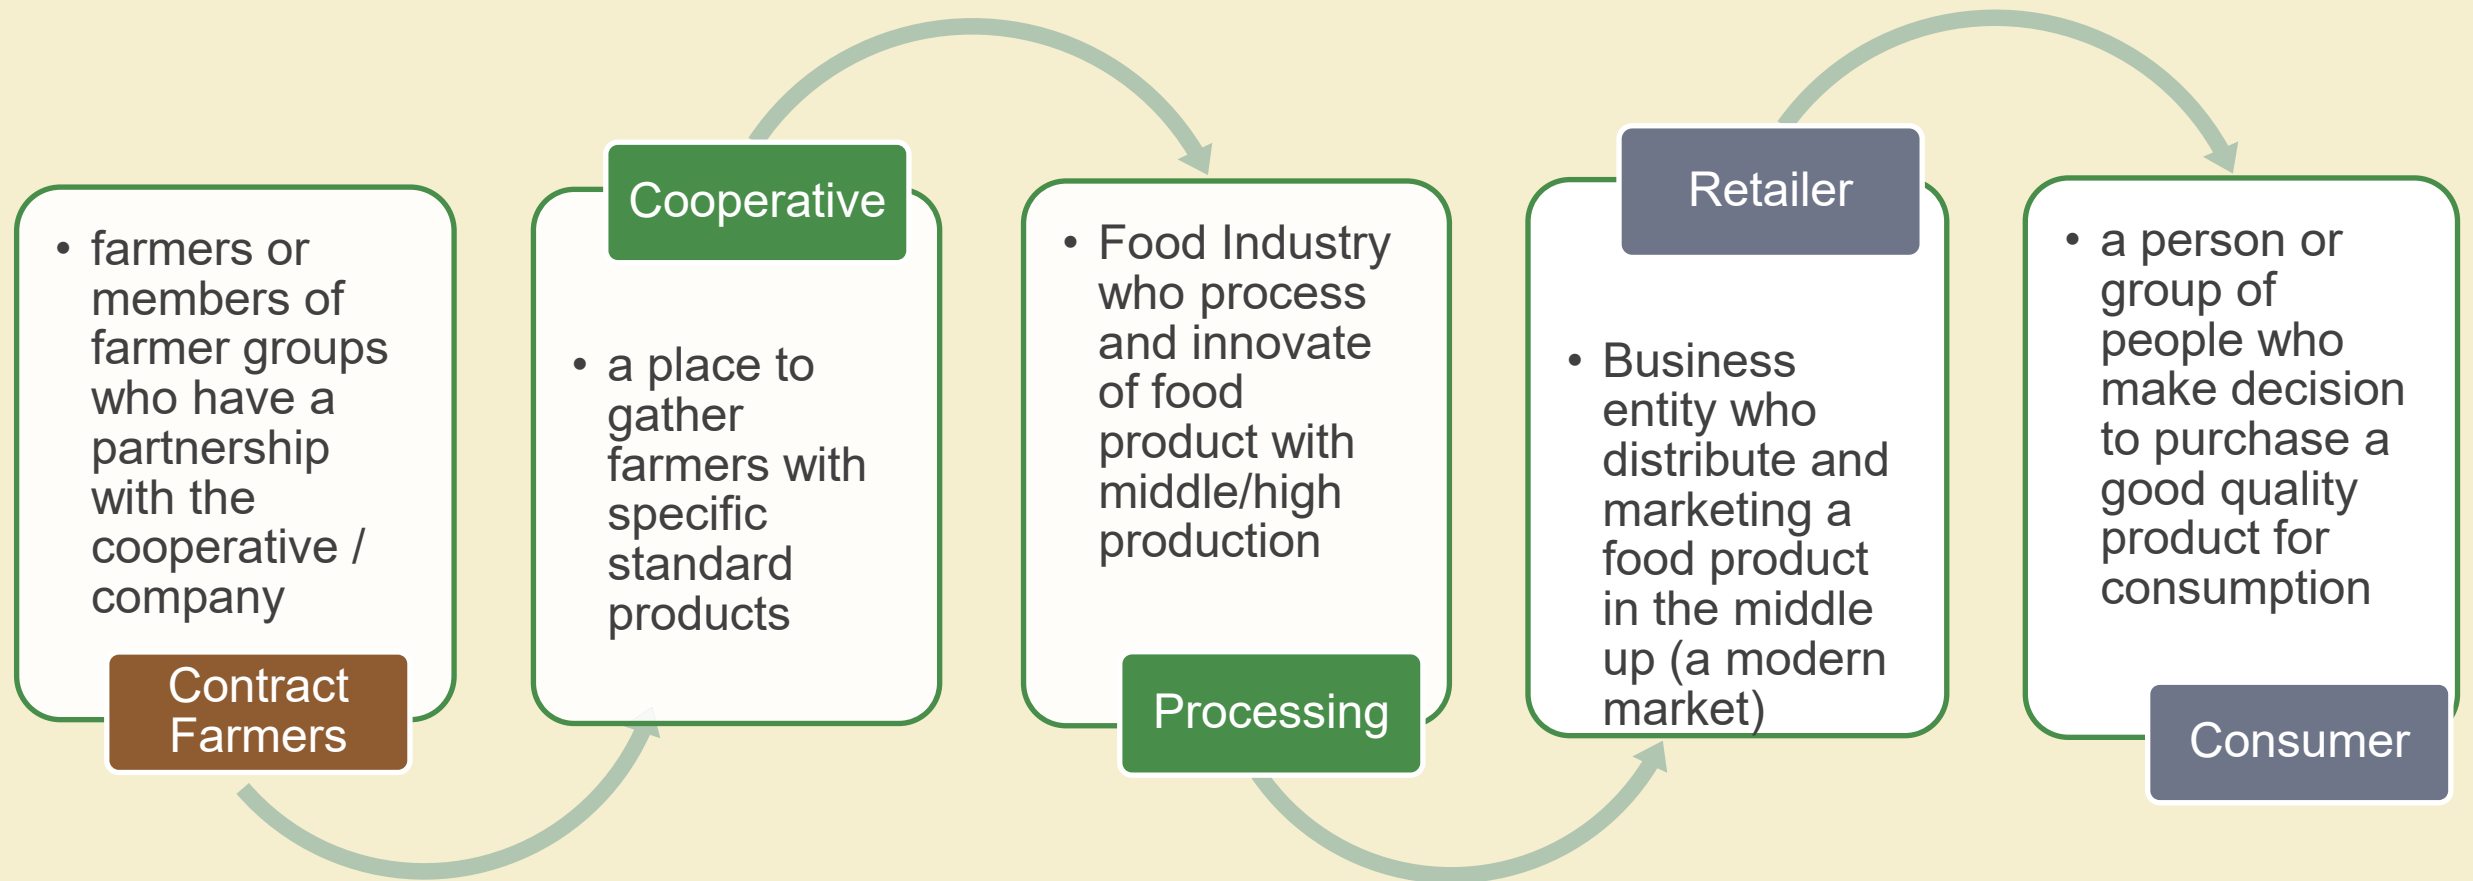 • farmers or
members of
farmer groups
who have a
partnership
with the
cooperative /
company
Contract
Farmers
Cooperative
• a place to
gather
farmers with
specific
standard
products
• Food Industry
who process
and innovate
of food
product with
middle/high
production
Processing
Retailer
• Business
entity who
distribute and
marketing a
food product
in the middle
up (a modern
market)
• a person or
group of
people who
make decision
to purchase a
good quality
product for
consumption
Consumer